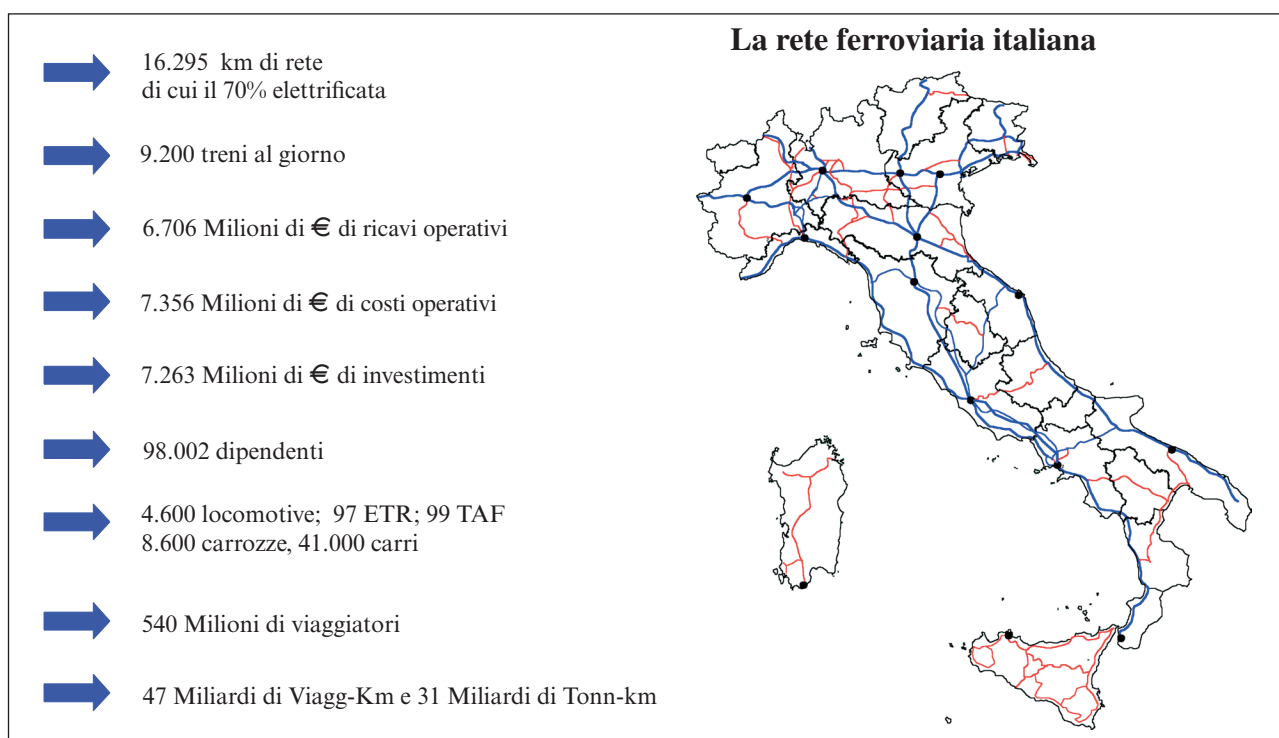 La rete ferroviaria italiana
16.295 km di rete
di cui il 70% elettrificata
9.200 treni al giorno
6.706 Milioni di € di ricavi operativi
7.356 Milioni di € di costi operativi
7.263 Milioni di € di investimenti
98.002 dipendenti
4.600 locomotive; 97 ETR; 99 TAF
8.600 carrozze, 41.000 carri
540 Milioni di viaggiatori
47 Miliardi di Viagg-Km e 31 Miliardi di Tonn-km